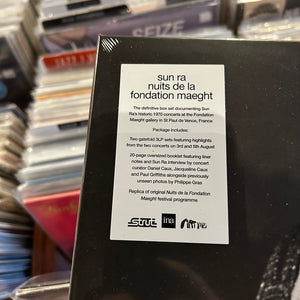 SEIZE
sun ra
nuits de la
fondation maeght
The definitive box set documenting Sun
Ra's historic 1970 concerts at the Fondation
Maeght gallery in St Paul de Vence, France
Package includes:
Two gatefold 3LP sets featuring highlights
from the two concerts on 3rd and 5th August
20-page oversized booklet featuring liner
notes and Sun Ra interview by concert
curator Daniel Caux, Jacqueline Caux
and Paul Griffiths alongside previously
unseen photos by Philippe Gras
Replica of original Nuits de la Fondation
Maeght festival programme
Strut
ina